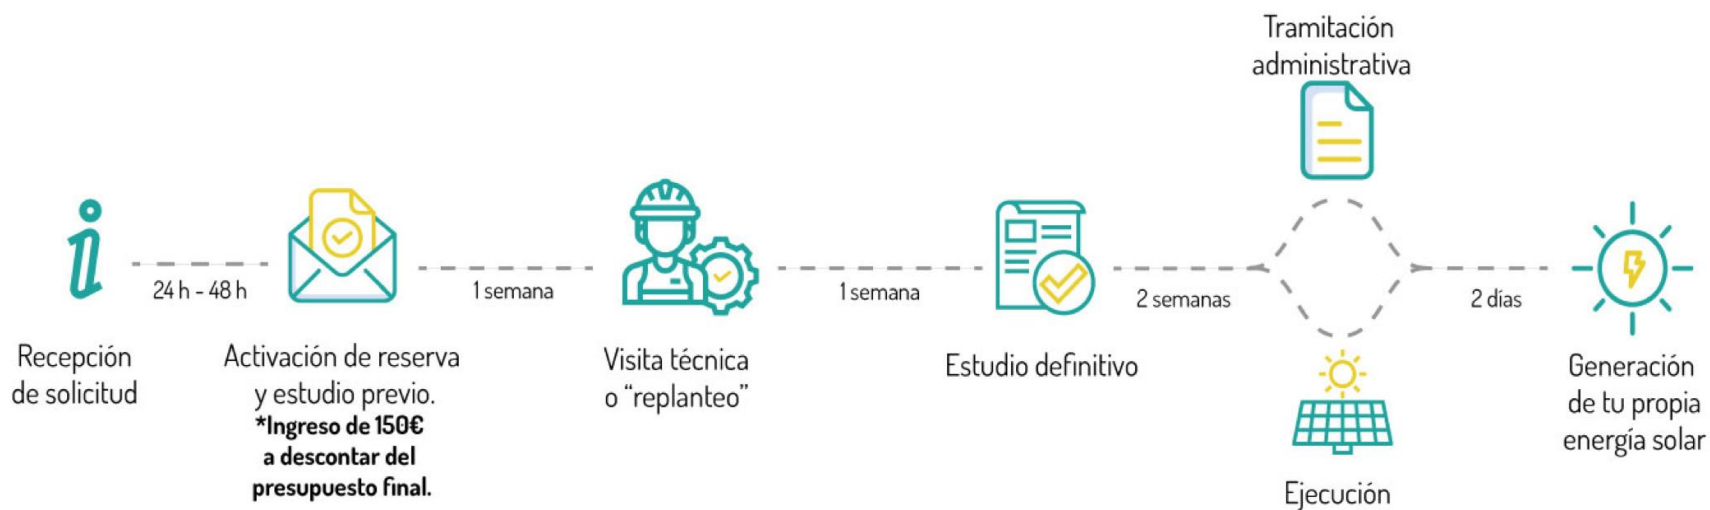 Recepción
de solicitud
24 h - 48 h
Activación de reserva
y estudio previo.
*Ingreso de 150€
a descontar del
presupuesto final.
1 semana
Visita técnica
o “replanteo”
1 semana
Estudio definitivo
2 semanas
Tramitación
administrativa
Ejecución
2 días
Generación
de tu propia
energía solar